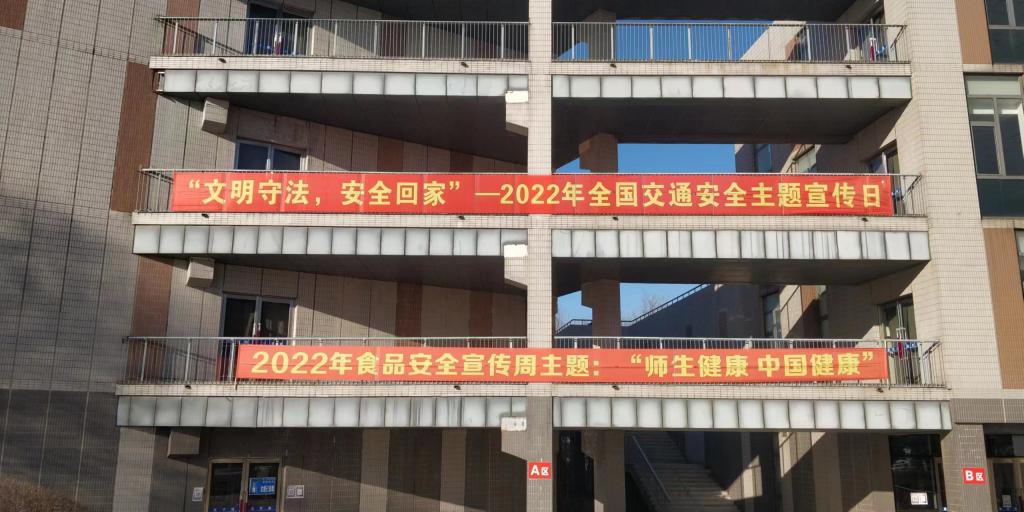 “文明守法，安全回家”—2022年全国交通安全主题宣传日
2022年食品安全宣传周主题：“师生健康 中国健康”
A区
B区